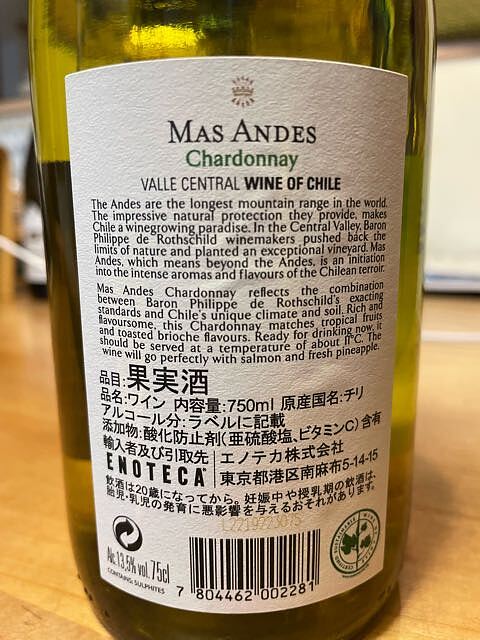 MAS ANDES
Chardonnay
VALLE CENTRAL WINE OF CHILE
The Andes are the longest mountain range in the world.
The impressive natural protection they provide, makes
Chile a winegrowing paradise. In the Central Valley, Baron
Philippe de Rothschild winemakers pushed back the
limits of nature and planted an exceptional vineyard. Mas
Andes, which means beyond the Andes, is an initiation
into the intense aromas and flavours of the Chilean terroir.
Mas Andes Chardonnay reflects the combination
between Baron Philippe de Rothschild's exacting
standards and Chile's unique climate and soil. Rich and
flavoursome, this Chardonnay matches tropical fruits
and toasted brioche flavours. Ready for drinking now, it
should be served at a temperature of about 11°C. The
wine will go perfectly with salmon and fresh pineapple.
品目:果実酒
品名:ワイン 内容量:750ml 原産国名:チリ
アルコール分:ラベルに記載
添加物:酸化防止剤(亜硫酸塩、ビタミンC)含有
輸入者及び引取先 エノテカ株式会社
ENOTECA 東京都港区南麻布5-14-15
飲酒は20歳になってから。妊娠中や授乳期の飲酒は、
胎児・乳児の発育に悪影響を与えるおそれがあります。
Alc.13,5% vol. 75cl
CONTAINS: SULPHITES
7 804462 002281